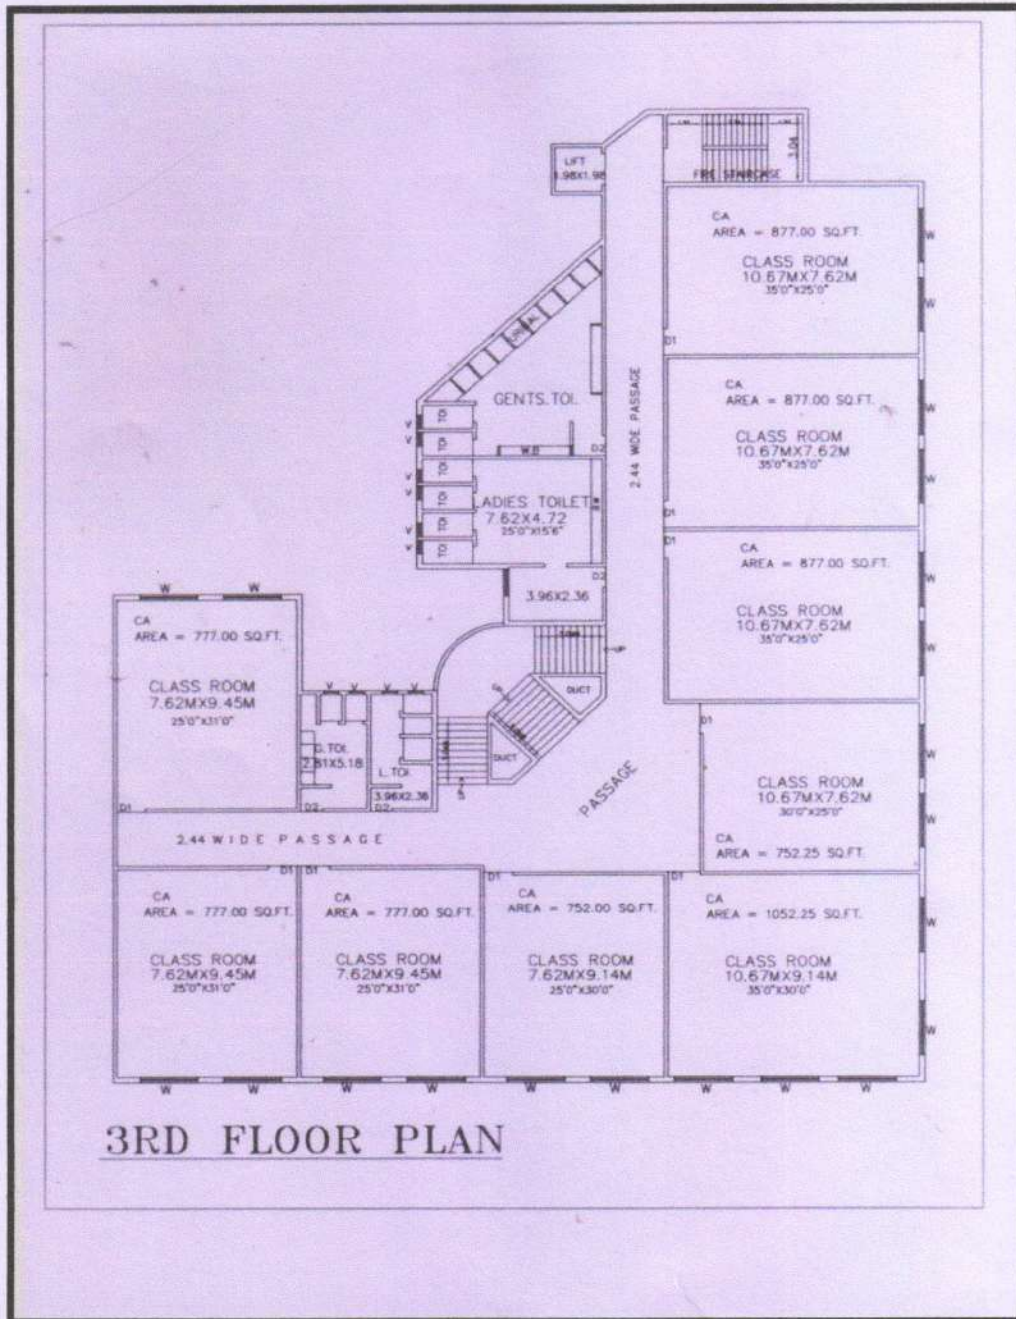 LIFT
1.98X1.98
FIRE STAIRCASE
3.04
CA
AREA = 877.00 SQ.FT.
CLASS ROOM
10.67MX7.62M
35'0"X25'0"
W
W
D1
URINAL
GENTS.TOI.
TOI
TOI
V
V
W.B
D2
2.44 WIDE PASSAGE
CA
AREA = 877.00 SQ.FT.
CLASS ROOM
10.67MX7.62M
35'0"X25'0"
W
W
D1
TOI
TOI
TOI
TOI
V
V
V
V
LADIES TOILET
7.62X4.72
25'0"X15'6"
D2
3.96X2.36
D1
CA
AREA = 877.00 SQ.FT.
CLASS ROOM
10.67MX7.62M
35'0"X25'0"
W
W
W
W
CA
AREA = 777.00 SQ.FT.
CLASS ROOM
7.62MX9.45M
25'0"X31'0"
D1
V
V
V
V
G.TOI.
2.81X5.18
D2
L.TOI
3.96X2.36
D2
UP
DUCT
DUCT
PASSAGE
D1
CLASS ROOM
10.67MX7.62M
30'0"X25'0"
CA
AREA = 752.25 SQ.FT.
W
W
2.44 WIDE PASSAGE
D1
CA
AREA = 777.00 SQ.FT.
CLASS ROOM
7.62MX9.45M
25'0"X31'0"
W
W
D1
CA
AREA = 777.00 SQ.FT.
CLASS ROOM
7.62MX9.45M
25'0"X31'0"
W
W
D1
CA
AREA = 752.00 SQ.FT.
CLASS ROOM
7.62MX9.14M
25'0"X30'0"
W
W
D1
CA
AREA = 1052.25 SQ.FT.
CLASS ROOM
10.67MX9.14M
35'0"X30'0"
W
W
W
W
W
3RD FLOOR PLAN